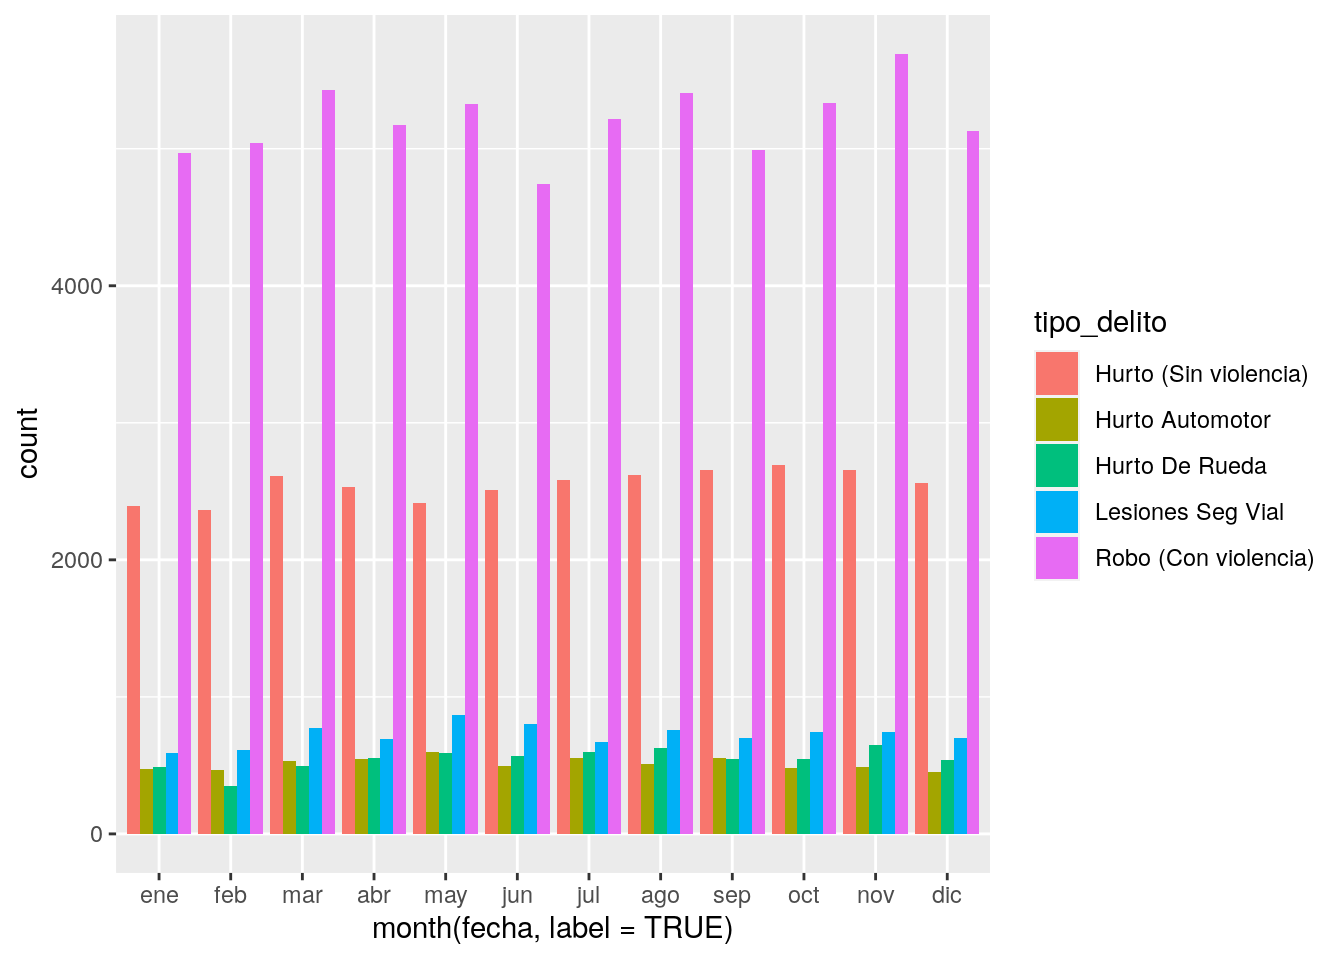 count
4000
2000
0
ene feb mar abr may jun jul ago sep oct nov dic
month(fecha, label = TRUE)
tipo_delito
Hurto (Sin violencia)
Hurto Automotor
Hurto De Rueda
Lesiones Seg Vial
Robo (Con violencia)